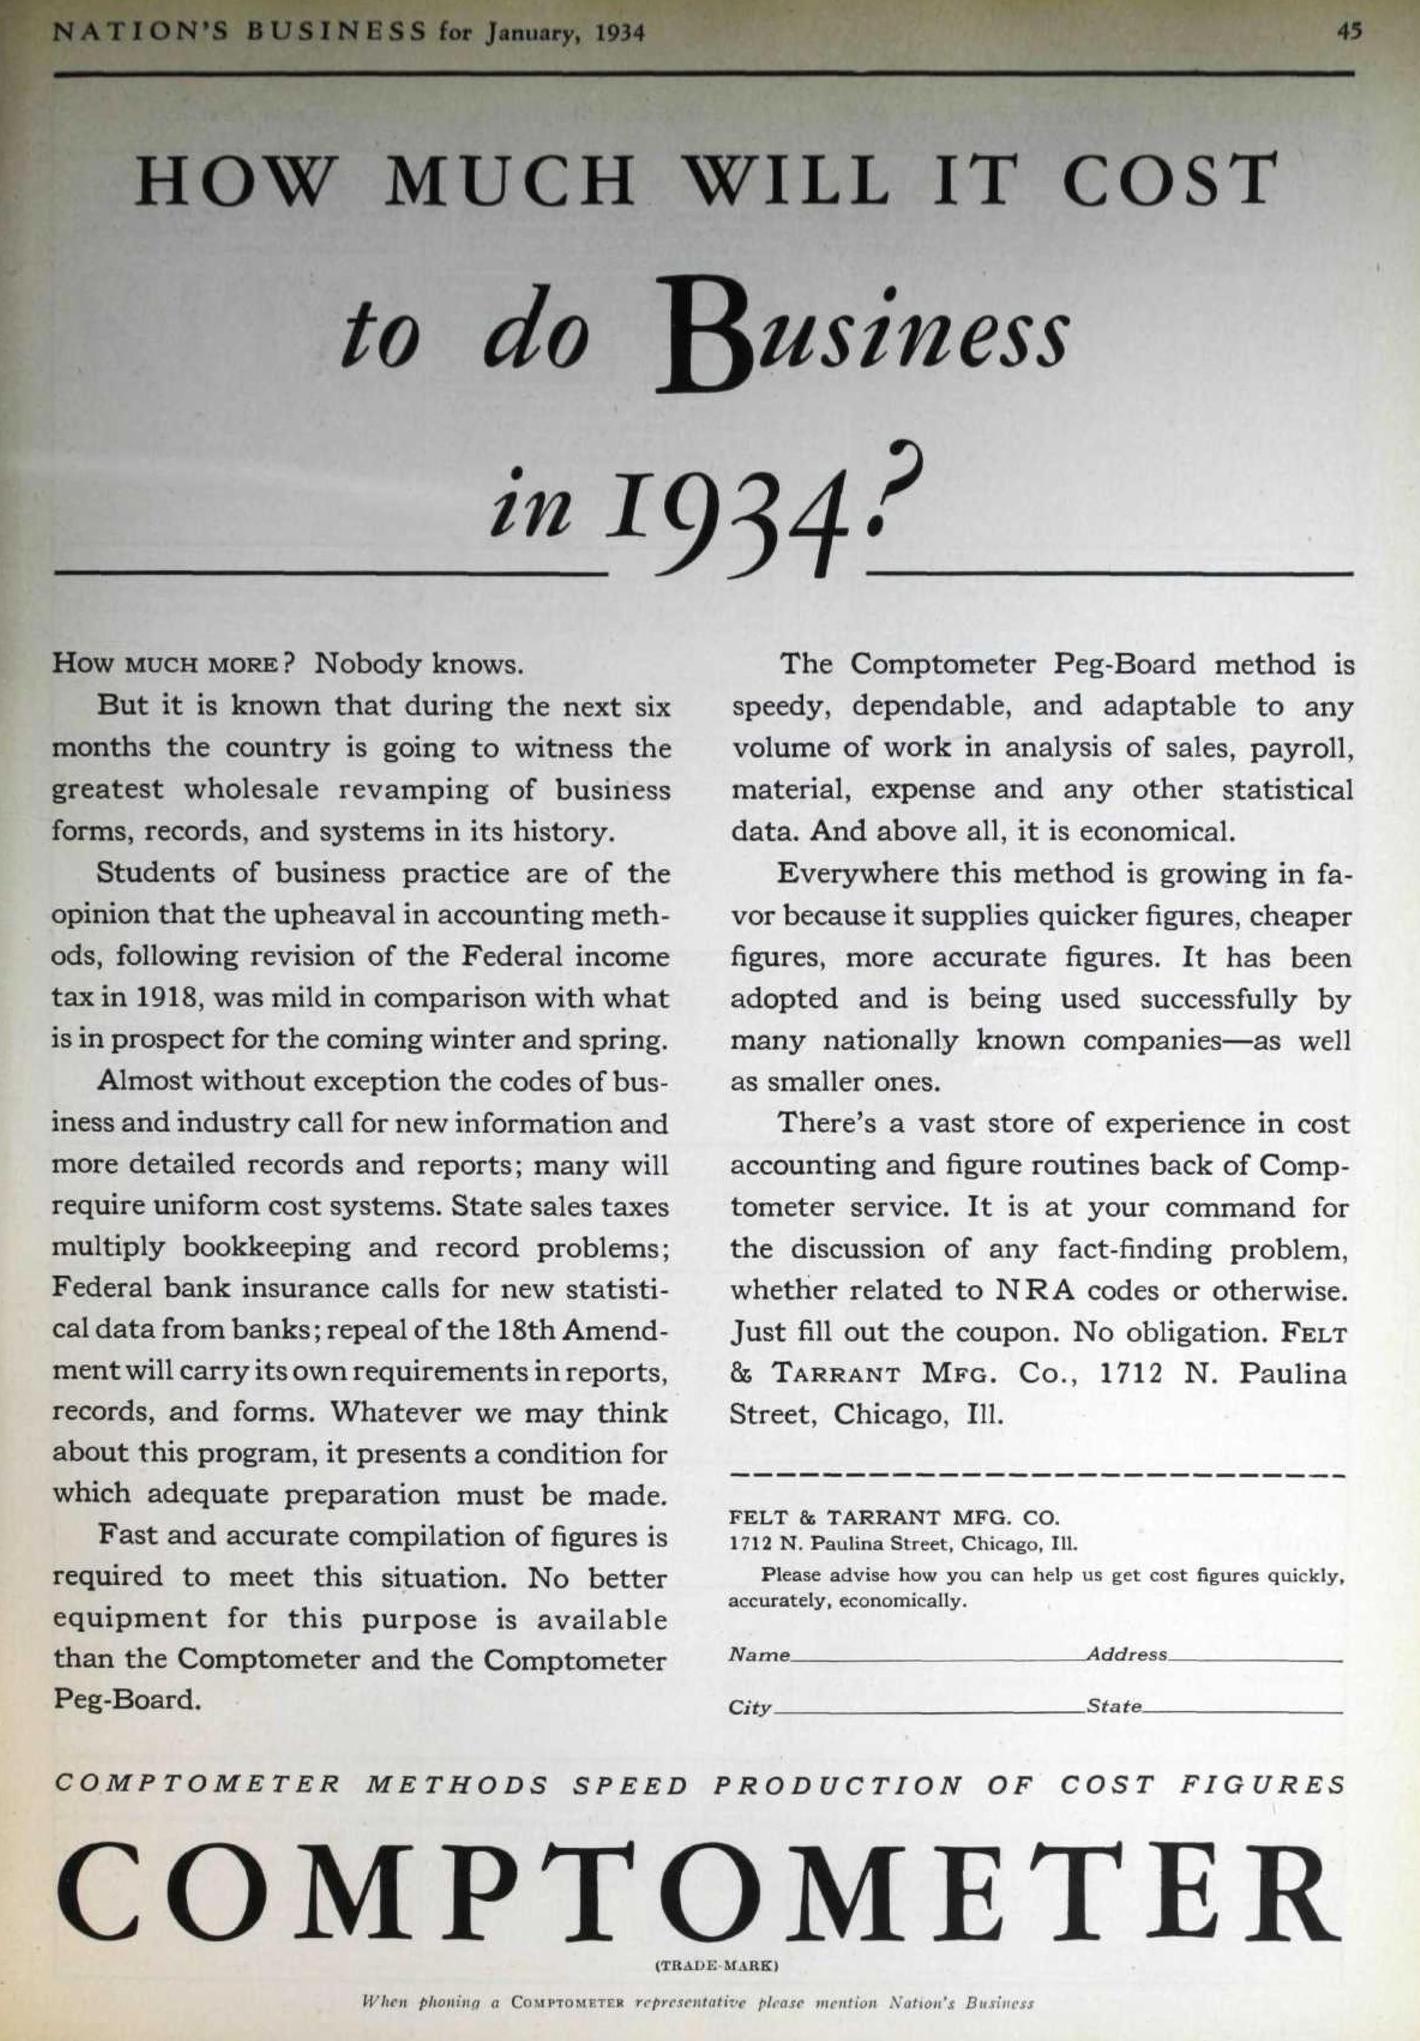 NATION'S BUSINESS for January, 1934
45
HOW MUCH WILL IT COST
to do Business
in 1934?
HOW MUCH MORE? Nobody knows.
But it is known that during the next six
months the country is going to witness the
greatest wholesale revamping of business
forms, records, and systems in its history.
Students of business practice are of the
opinion that the upheaval in accounting meth-
ods, following revision of the Federal income
tax in 1918, was mild in comparison with what
is in prospect for the coming winter and spring.
Almost without exception the codes of bus-
iness and industry call for new information and
more detailed records and reports; many will
require uniform cost systems. State sales taxes
multiply bookkeeping and record problems;
Federal bank insurance calls for new statisti-
cal data from banks; repeal of the 18th Amend-
ment will carry its own requirements in reports,
records, and forms. Whatever we may think
about this program, it presents a condition for
which adequate preparation must be made.
Fast and accurate compilation of figures is
required to meet this situation. No better
equipment for this purpose is available
than the Comptometer and the Comptometer
Peg-Board.
The Comptometer Peg-Board method is
speedy, dependable, and adaptable to any
volume of work in analysis of sales, payroll,
material, expense and any other statistical
data. And above all, it is economical.
Everywhere this method is growing in fa-
vor because it supplies quicker figures, cheaper
figures, more accurate figures. It has been
adopted and is being used successfully by
many nationally known companies—as well
as smaller ones.
There's a vast store of experience in cost
accounting and figure routines back of Comp-
tometer service. It is at your command for
the discussion of any fact-finding problem,
whether related to NRA codes or otherwise.
Just fill out the coupon. No obligation. FELT
& TARRANT MFG. CO., 1712 N. Paulina
Street, Chicago, Ill.
FELT & TARRANT MFG. CO.
1712 N. Paulina Street, Chicago, Ill.
Please advise how you can help us get cost figures quickly,
accurately, economically.
Name Address
City State
COMPTOMETER METHODS SPEED PRODUCTION OF COST FIGURES
COMPTOMETER
(TRADE-MARK)
When phoning a COMPTOMETER representative please mention Nation's Business